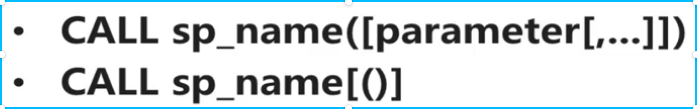 • CALL sp_name([parameter[,...]])
• CALL sp_name[()]